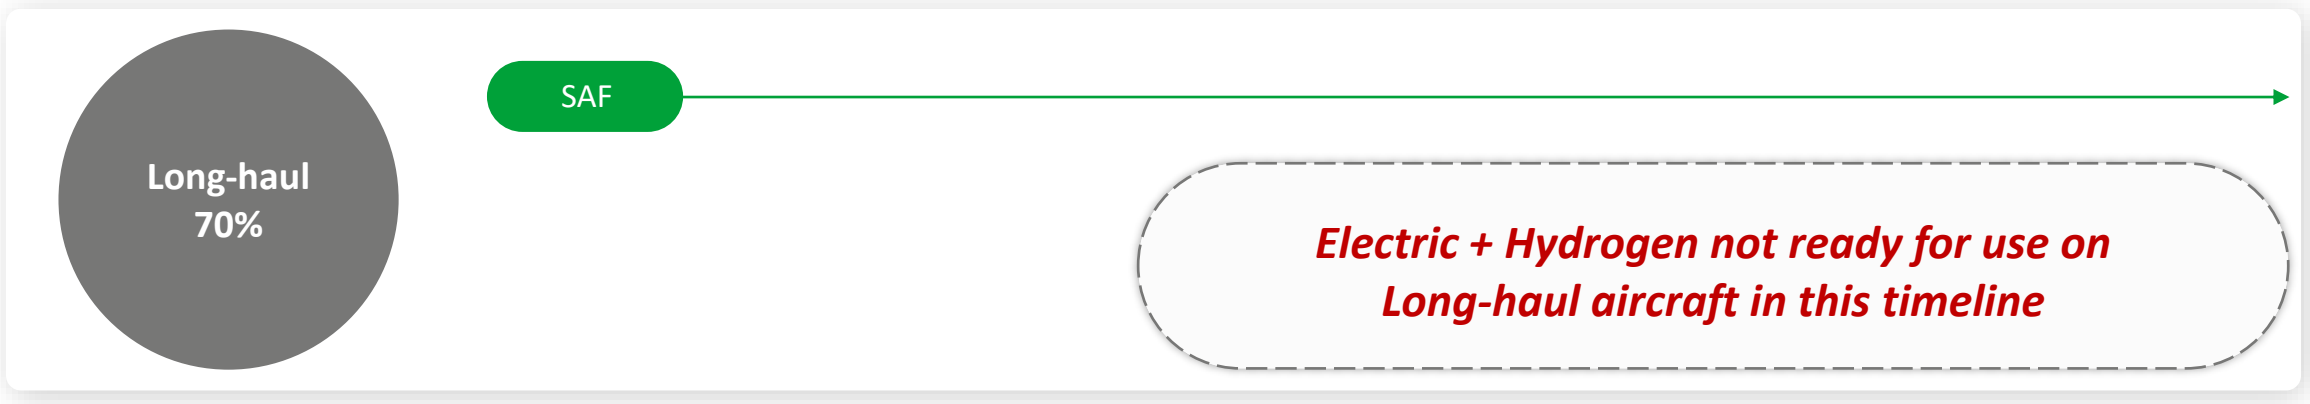 SAF
Long-haul
70%
Electric + Hydrogen not ready for use on
Long-haul aircraft in this timeline